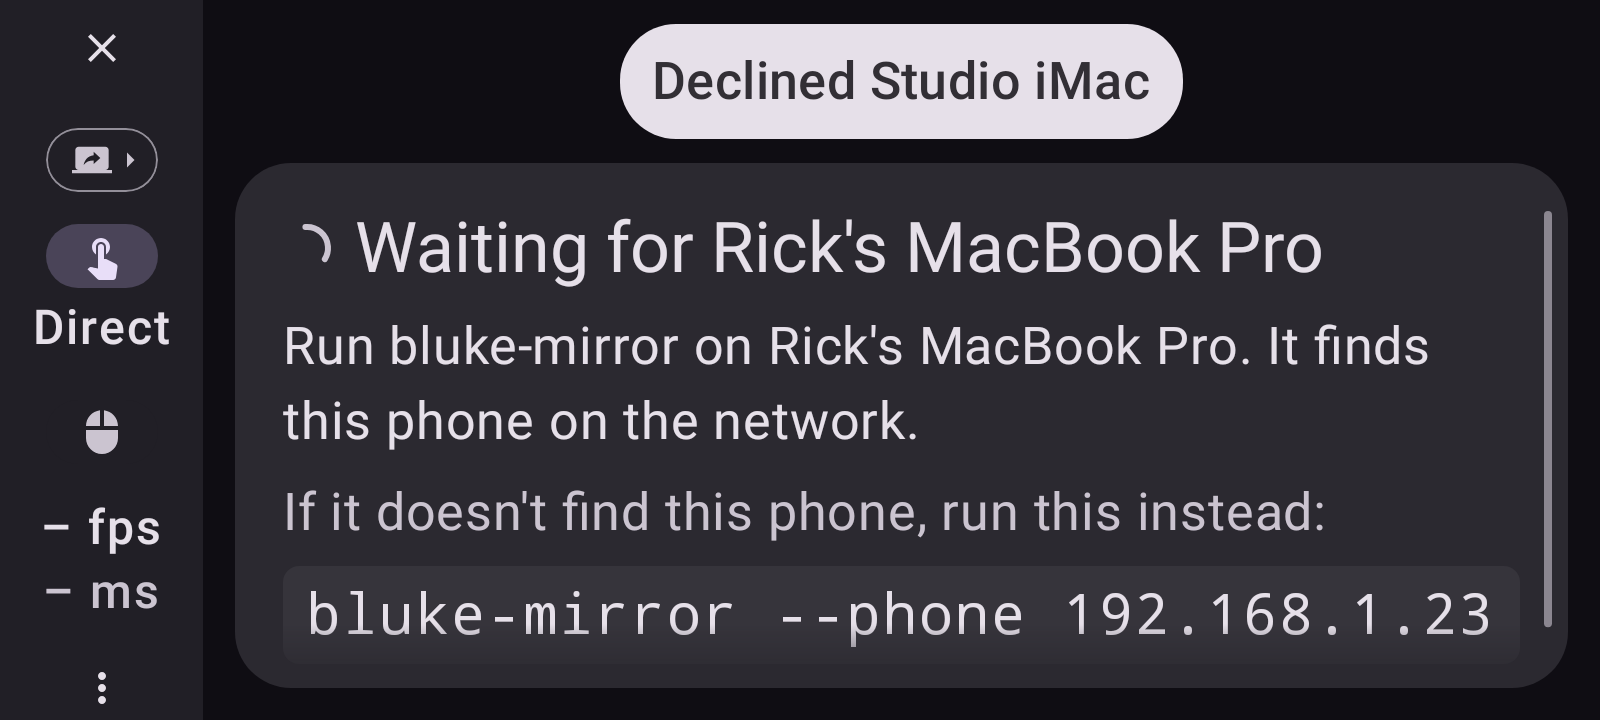 Declined Studio iMac
Waiting for Rick's MacBook Pro
Run bluke-mirror on Rick's MacBook Pro. It finds
this phone on the network.
If it doesn't find this phone, run this instead:
bluke-mirror --phone 192.168.1.23
Direct
– fps
– ms